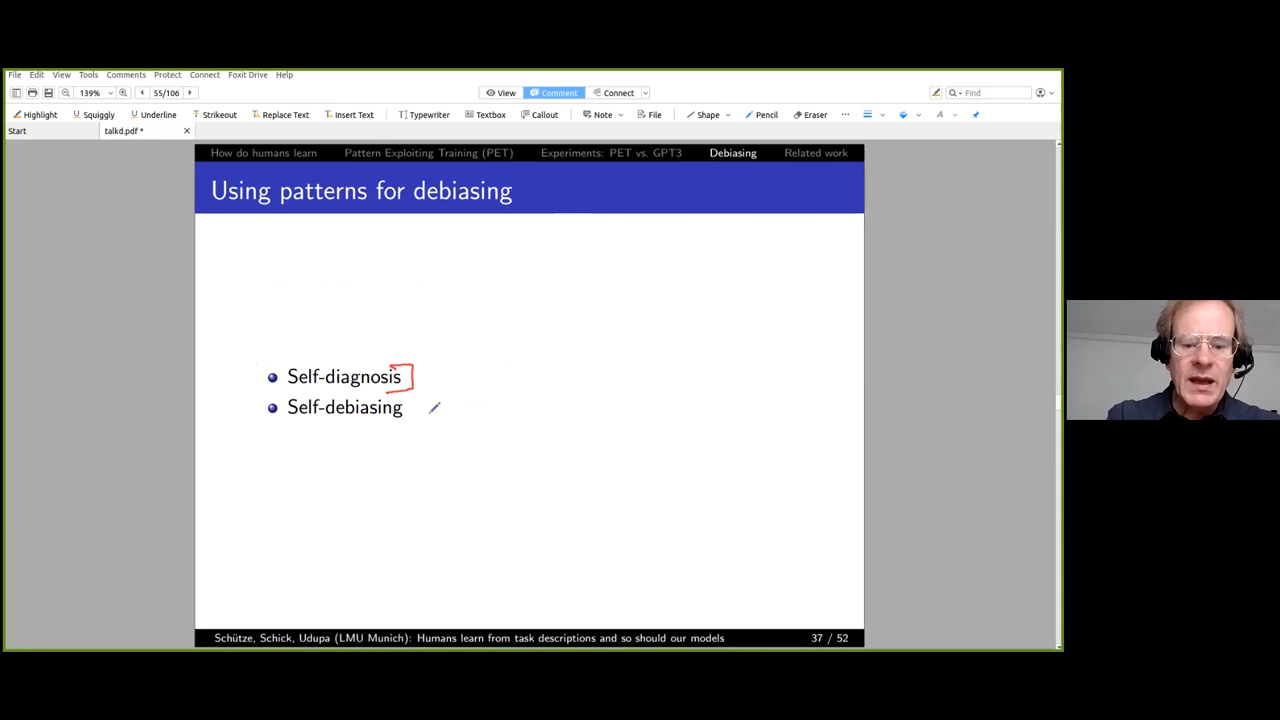 File Edit View Tools Comments Protect Connect Foxit Drive Help
139% 55/106 View Comment Connect Find
Highlight Squiggly Underline Strikeout Replace Text Insert Text Typewriter Textbox Callout Note File Shape Pencil Eraser
Start talkd.pdf *
How do humans learn Pattern Exploiting Training (PET) Experiments: PET vs. GPT3 Debiasing Related work
Using patterns for debiasing
Self-diagnosis
Self-debiasing
Schütze, Schick, Udupa (LMU Munich): Humans learn from task descriptions and so should our models 37 / 52